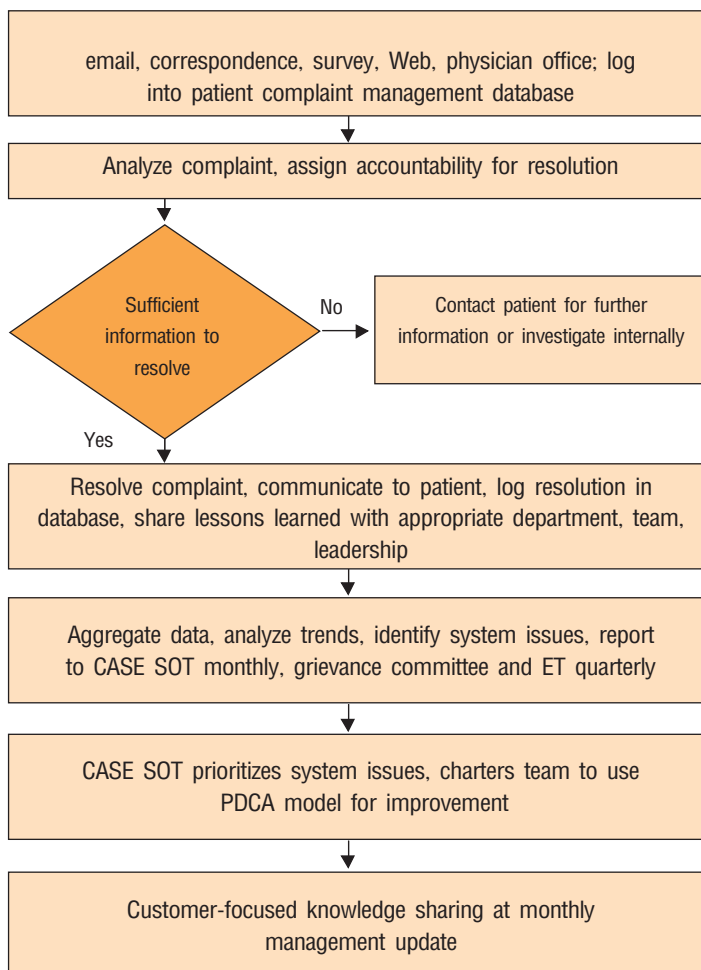 email, correspondence, survey, Web, physician office; log
into patient complaint management database
Analyze complaint, assign accountability for resolution
Sufficient
information to
resolve
No
Contact patient for further
information or investigate internally
Yes
Resolve complaint, communicate to patient, log resolution in
database, share lessons learned with appropriate department, team,
leadership
Aggregate data, analyze trends, identify system issues, report
to CASE SOT monthly, grievance committee and ET quarterly
CASE SOT prioritizes system issues, charters team to use
PDCA model for improvement
Customer-focused knowledge sharing at monthly
management update